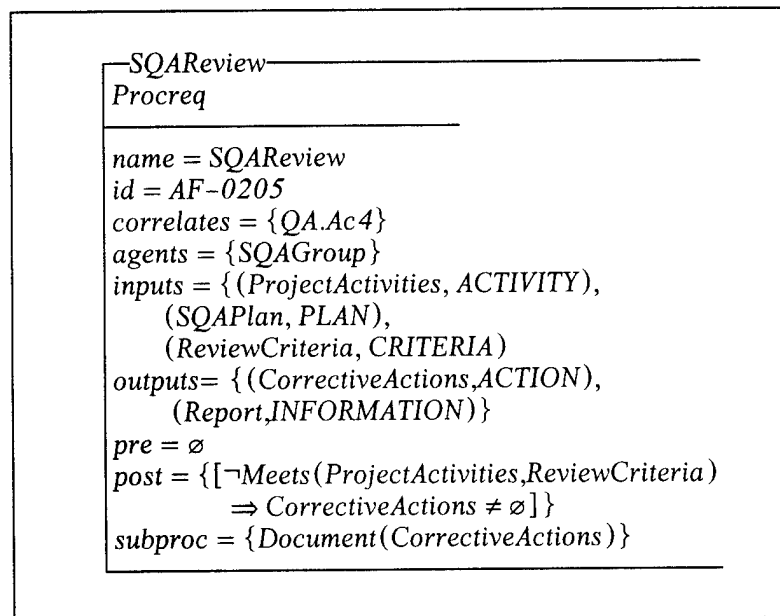 SQAReview
Procreq
name = SQAReview
id = AF-0205
correlates = {QA.Ac4}
agents = {SQAGroup}
inputs = {(ProjectActivities, ACTIVITY),
(SQAPlan, PLAN),
(ReviewCriteria, CRITERIA)
outputs= {(CorrectiveActions,ACTION),
(Report,INFORMATION)}
pre = ∅
post = {[¬Meets(ProjectActivities,ReviewCriteria)
⇒ CorrectiveActions ≠ ∅]}
subproc = {Document(CorrectiveActions)}